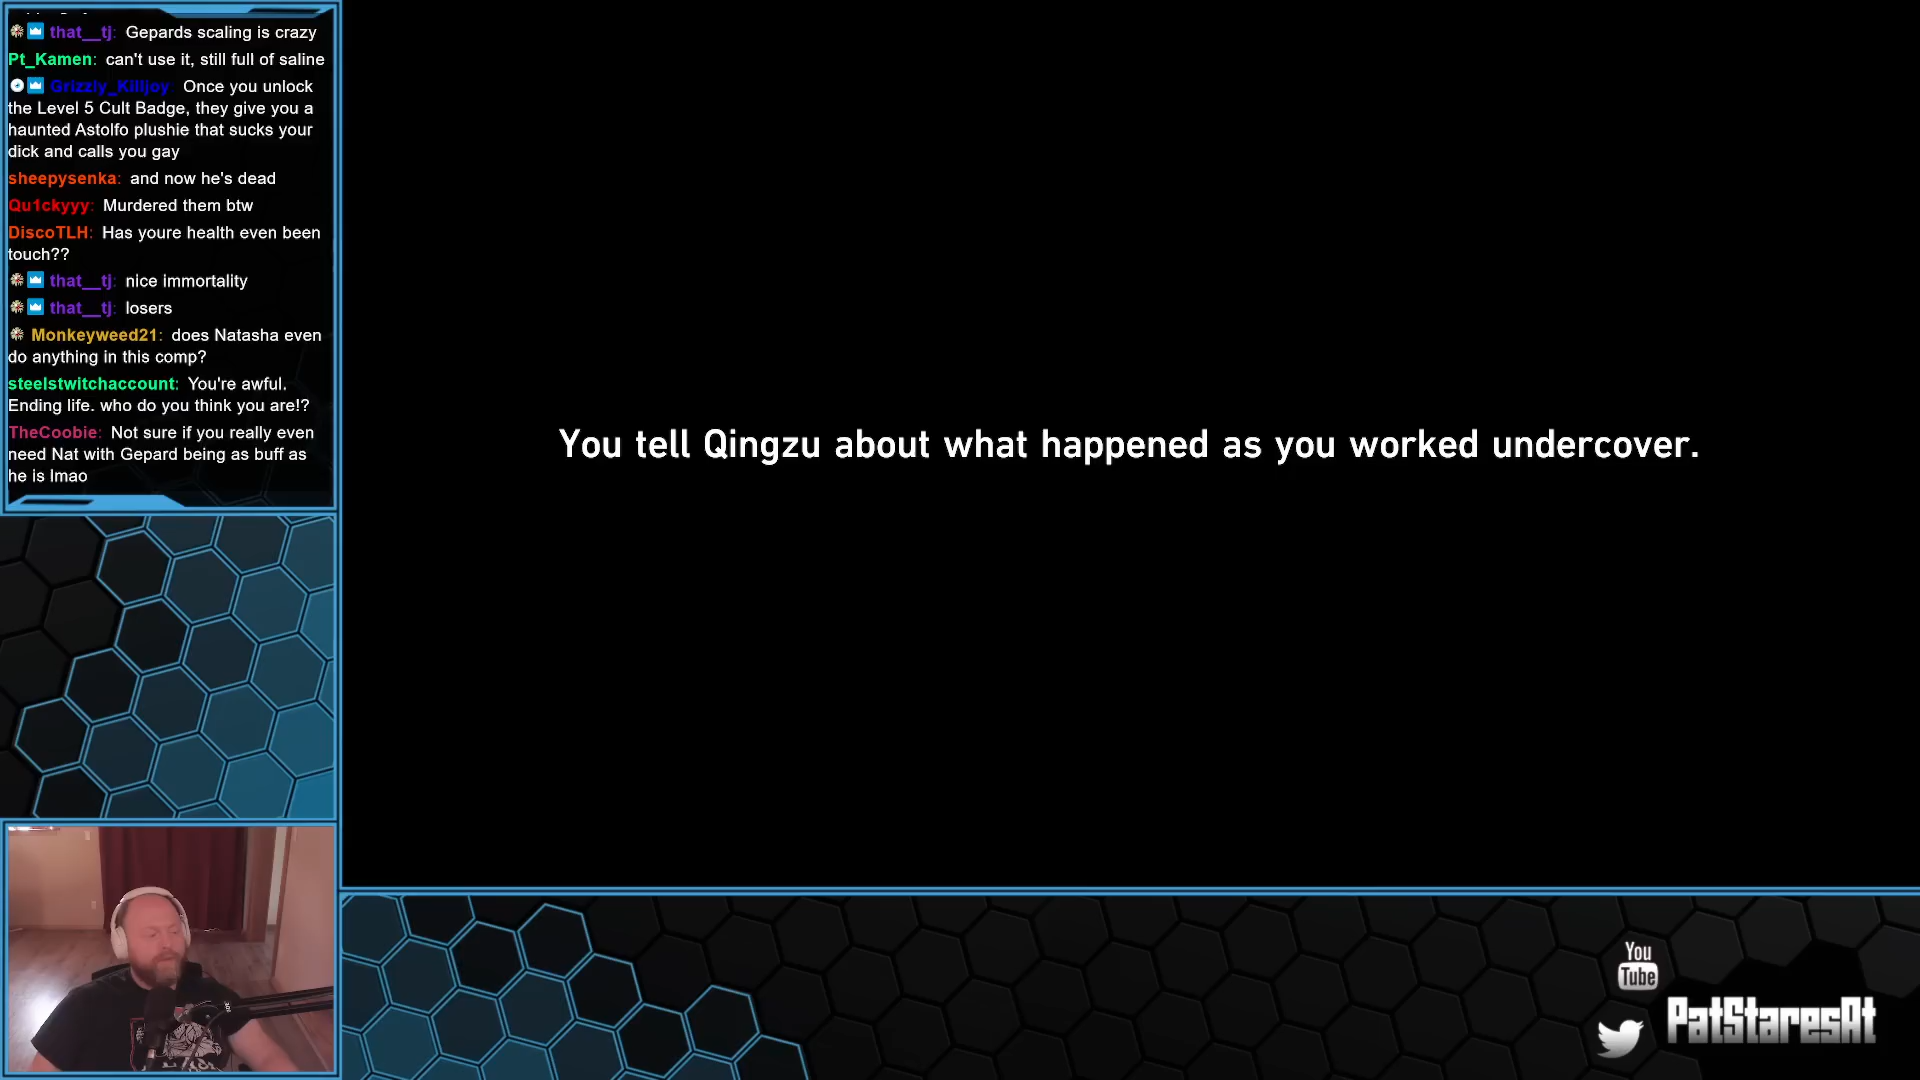 that__tj: Gepards scaling is crazy
Pt_Kamen: can't use it, still full of saline
Grizzly_Killjoy: Once you unlock
the Level 5 Cult Badge, they give you a
haunted Astolfo plushie that sucks your
dick and calls you gay
sheepysenka: and now he's dead
Qu1ckyyy: Murdered them btw
DiscoTLH: Has youre health even been
touch??
that__tj: nice immortality
that__tj: losers
Monkeyweed21: does Natasha even
do anything in this comp?
steelstwitchaccount: You're awful.
Ending life. who do you think you are!?
TheCoobie: Not sure if you really even
need Nat with Gepard being as buff as
he is lmao
You tell Qingzu about what happened as you worked undercover.
You
Tube
PatStaresAt